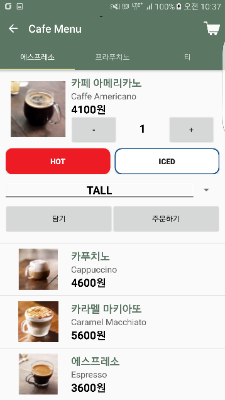 100% 오전 10:37
Cafe Menu
에스프레소 프라푸치노 티
카페 아메리카노
Caffe Americano
4100원
- 1 +
HOT ICED
TALL
담기 주문하기
카푸치노
Cappuccino
4600원
카라멜 마키아또
Caramel Macchiato
5600원
에스프레소
Espresso
3600원